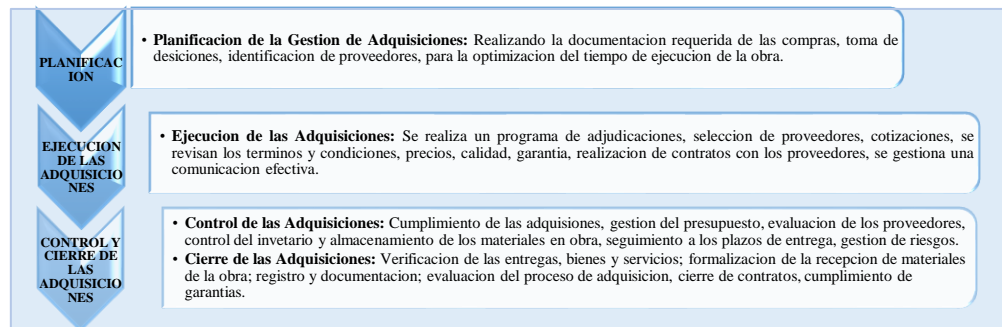 PLANIFICAC
ION
• Planificacion de la Gestion de Adquisiciones: Realizando la documentacion requerida de las compras, toma de
desiciones, identificacion de proveedores, para la optimizacion del tiempo de ejecucion de la obra.
EJECUCION
DE LAS
ADQUISICIO
NES
• Ejecucion de las Adquisiciones: Se realiza un programa de adjudicaciones, seleccion de proveedores, cotizaciones, se
revisan los terminos y condiciones, precios, calidad, garantia, realizacion de contratos con los proveedores, se gestiona una
comunicacion efectiva.
CONTROL Y
CIERRE DE
LAS
ADQUISICIO
NES
• Control de las Adquisiciones: Cumplimiento de las adquisiones, gestion del presupuesto, evaluacion de los proveedores,
control del invetario y almacenamiento de los materiales en obra, seguimiento a los plazos de entrega, gestion de riesgos.
• Cierre de las Adquisiciones: Verificacion de las entregas, bienes y servicios; formalizacion de la recepcion de materiales
de la obra; registro y documentacion; evaluacion del proceso de adquisicion, cierre de contratos, cumplimiento de
garantias.